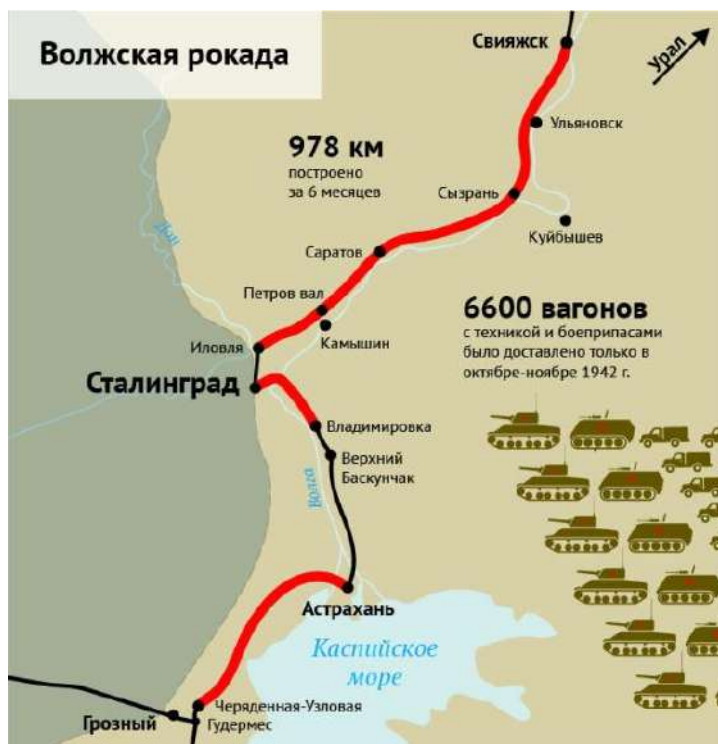 Волжская рокада
Свияжск
Урал
Ульяновск
978 км
построено
за 6 месяцев
Сызрань
Куйбышев
Дон
Саратов
Петров вал
Камышин
6600 вагонов
с техникой и боеприпасами
было доставлено только в
октябре-ноябре 1942 г.
Иловля
Сталинград
Владимировка
Верхний
Баскунчак
Волга
Астрахань
Каспийское
море
Черяденная-Узловая
Грозный
Гудермес